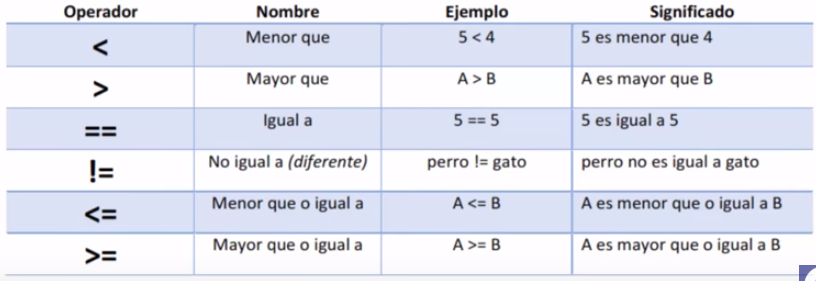 Operador Nombre Ejemplo Significado
< Menor que 5 < 4 5 es menor que 4
> Mayor que A > B A es mayor que B
== Igual a 5 == 5 5 es igual a 5
!= No igual a (diferente) perro != gato perro no es igual a gato
<= Menor que o igual a A <= B A es menor que o igual a B
>= Mayor que o igual a A >= B A es mayor que o igual a B